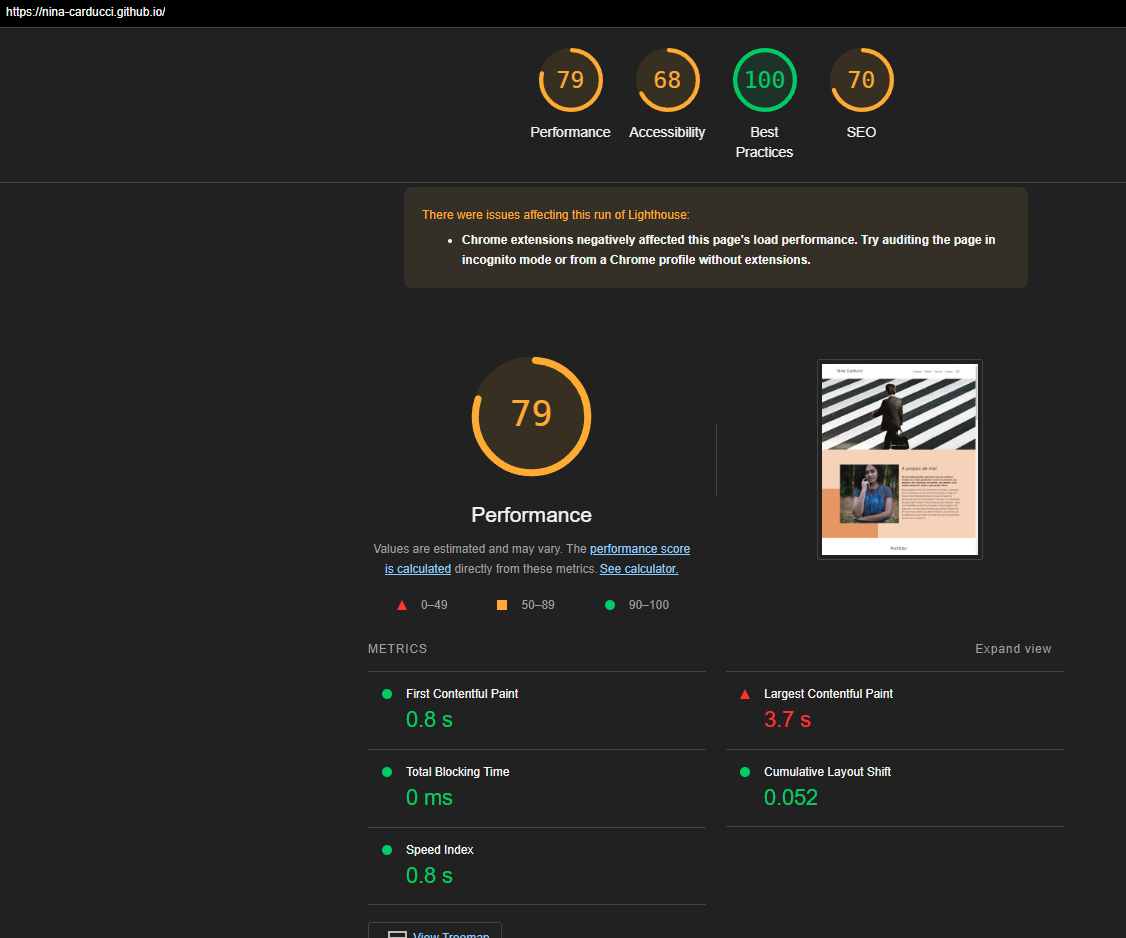 https://nina-carducci.github.io/
79
68
100
70
Performance
Accessibility
Best
Practices
SEO
There were issues affecting this run of Lighthouse:
• Chrome extensions negatively affected this page's load performance. Try auditing the page in
incognito mode or from a Chrome profile without extensions.
79
Performance
Values are estimated and may vary. The performance score
is calculated directly from these metrics. See calculator.
0–49
50–89
90–100
Nina Carducci
A propos de moi
Portfolio
METRICS
Expand view
First Contentful Paint
0.8 s
Largest Contentful Paint
3.7 s
Total Blocking Time
0 ms
Cumulative Layout Shift
0.052
Speed Index
0.8 s
View Treemap